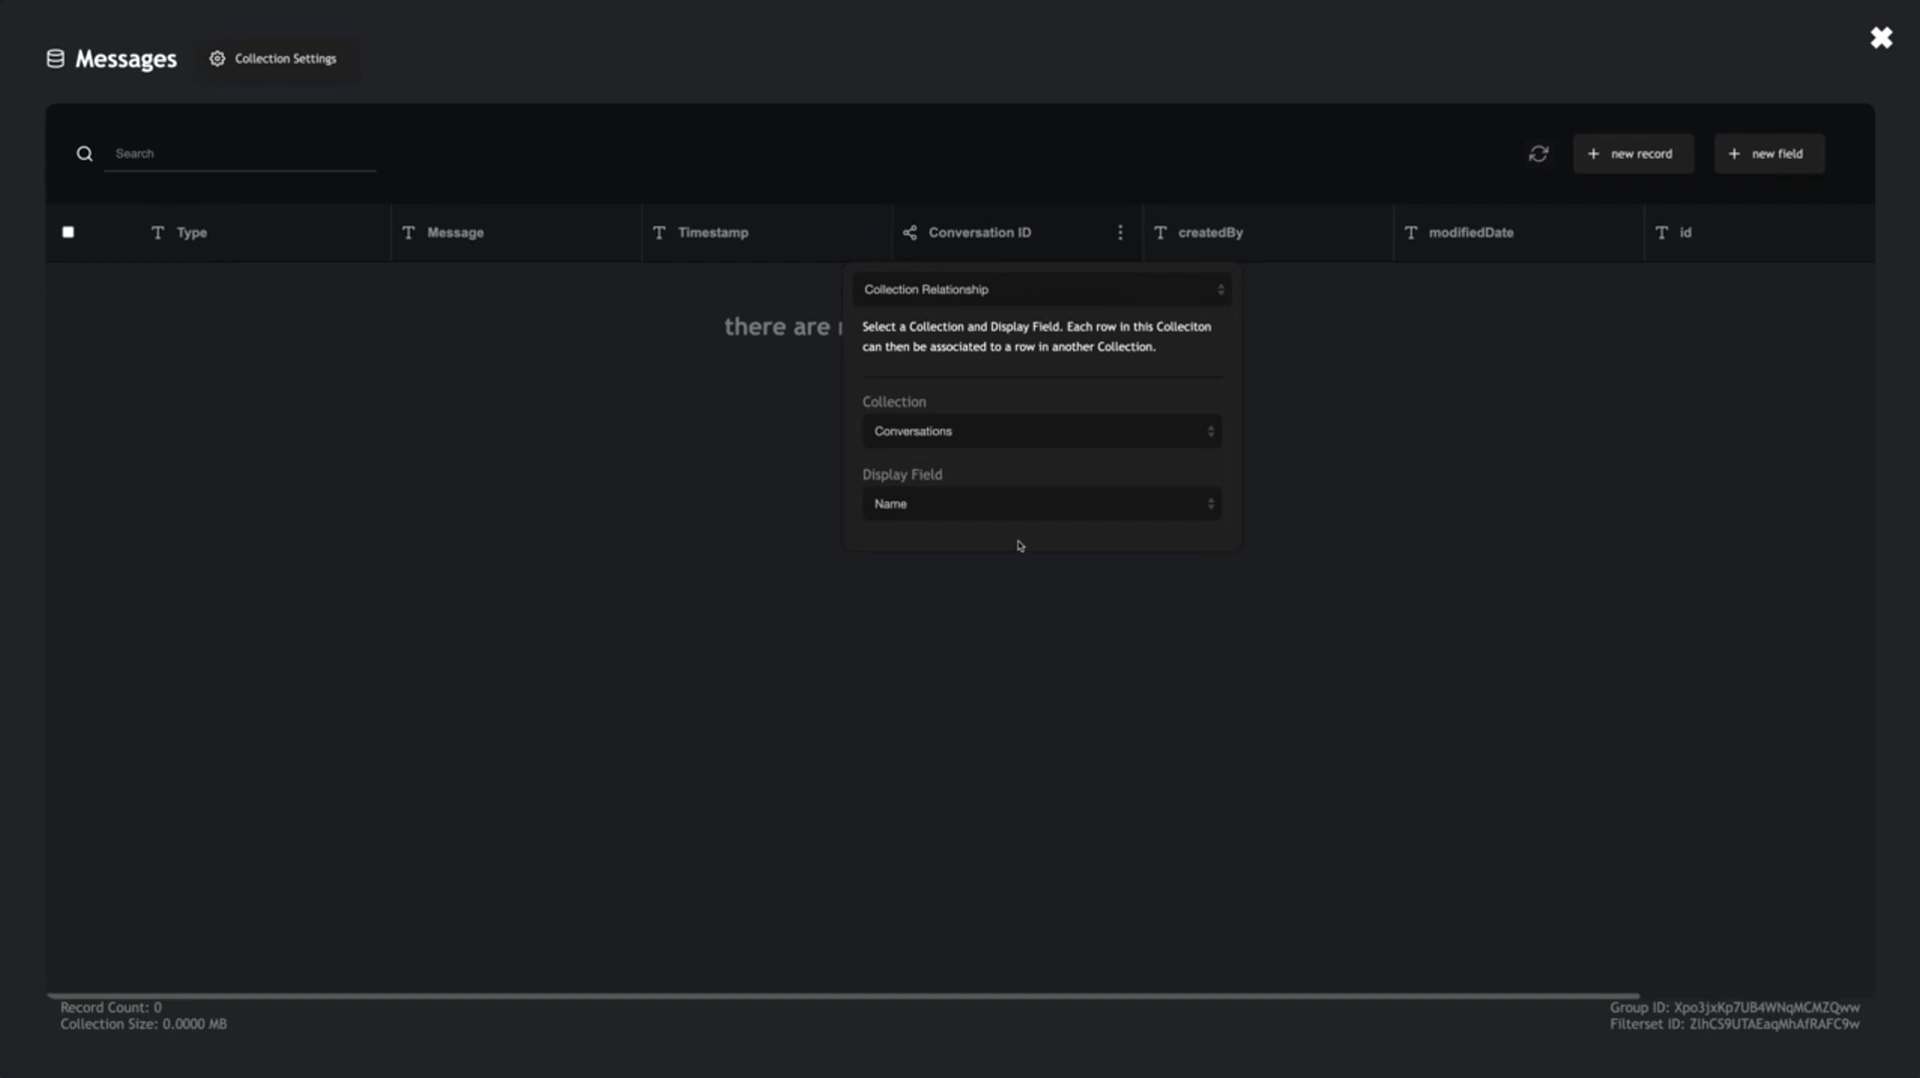 Messages
Collection Settings
Search
new record
new field
Type
Message
Timestamp
Conversation ID
createdBy
modifiedDate
id
there are
Collection Relationship
Select a Collection and Display Field. Each row in this Colleciton
can then be associated to a row in another Collection.
Collection
Conversations
Display Field
Name
Record Count: 0
Collection Size: 0.0000 MB
Group ID: Xpo3jxKp7UB4WNqMCMZQww
Filterset ID: ZlhCS9UTAEaqMhAfRAFC9w